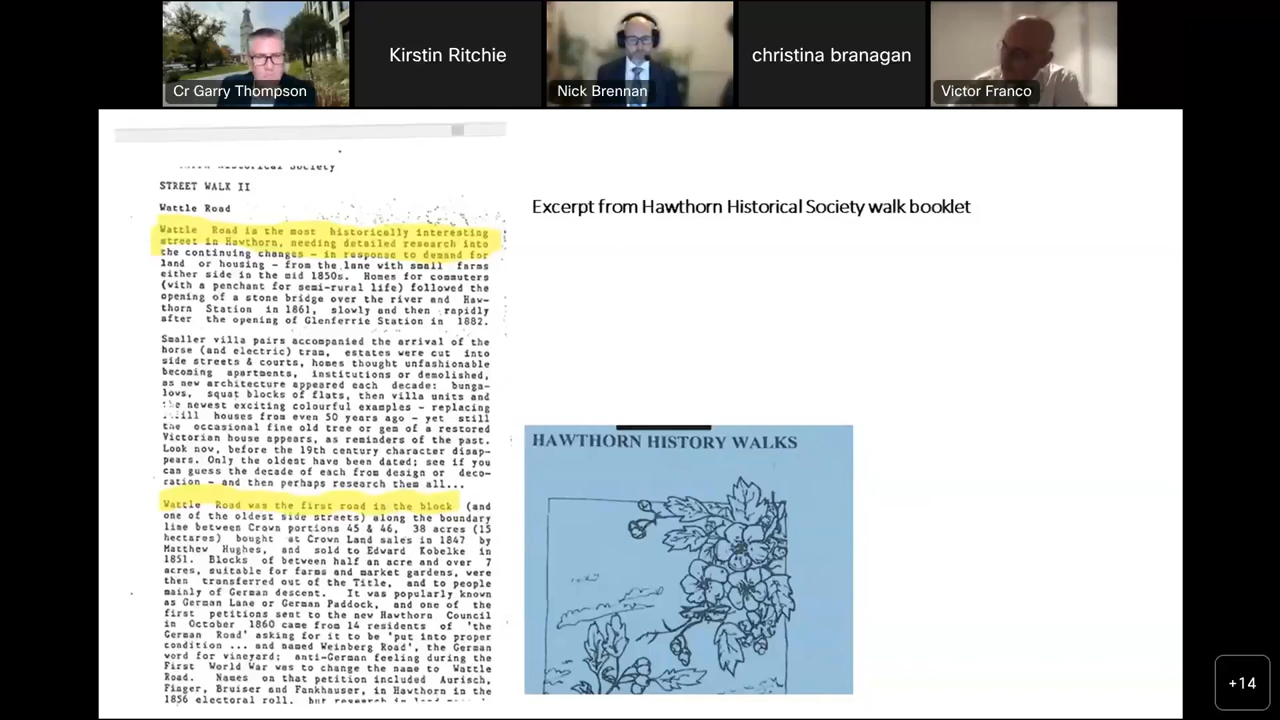 Cr Garry Thompson
Kirstin Ritchie
Nick Brennan
christina branagan
Victor Franco
Historical Society
STREET WALK II
Wattle Road
Wattle Road is the most historically interesting
street in Hawthorn, needing detailed research into
the continuing changes - in response to demand for
land or housing - from the lane with small farms
either side in the mid 1850s. Homes for commuters
(with a penchant for semi-rural life) followed the
opening of a stone bridge over the river and Haw-
thorn Station in 1861, slowly and then rapidly
after the opening of Glenferrie Station in 1882.
Smaller villa pairs accompanied the arrival of the
horse (and electric) tram, estates were cut into
side streets & courts, homes thought unfashionable
becoming apartments, institutions or demolished,
as new architecture appeared each decade: bunga-
lows, squat blocks of flats, then villa units and
the newest exciting colourful examples - replacing
still houses from even 50 years ago - yet still
the occasional fine old tree or gem of a restored
Victorian house appears, as reminders of the past.
Look now, before the 19th century character disap-
pears. Only the oldest have been dated; see if you
can guess the decade of each from design or deco-
ration - and then perhaps research them all...
Wattle Road was the first road in the block (and
one of the oldest side streets) along the boundary
line between Crown portions 45 & 46, 38 acres (15
hectares) bought at Crown Land sales in 1847 by
Matthew Hughes, and sold to Edward Kobelke in
1851. Blocks of between half an acre and over 7
acres, suitable for farms and market gardens, were
then transferred out of the Title, and to people
mainly of German descent. It was popularly known
as German Lane or German Paddock, and one of the
first petitions sent to the new Hawthorn Council
in October 1860 came from 14 residents of 'the
German Road' asking for it to be 'put into proper
condition ... and named Weinberg Road', the German
word for vineyard; anti-German feeling during the
First World War was to change the name to Wattle
Road. Names on that petition included Aurisch,
Finger, Bruiser and Fankhauser, in Hawthorn in the
1856 electoral roll, but research in land
Excerpt from Hawthorn Historical Society walk booklet
HAWTHORN HISTORY WALKS
+14